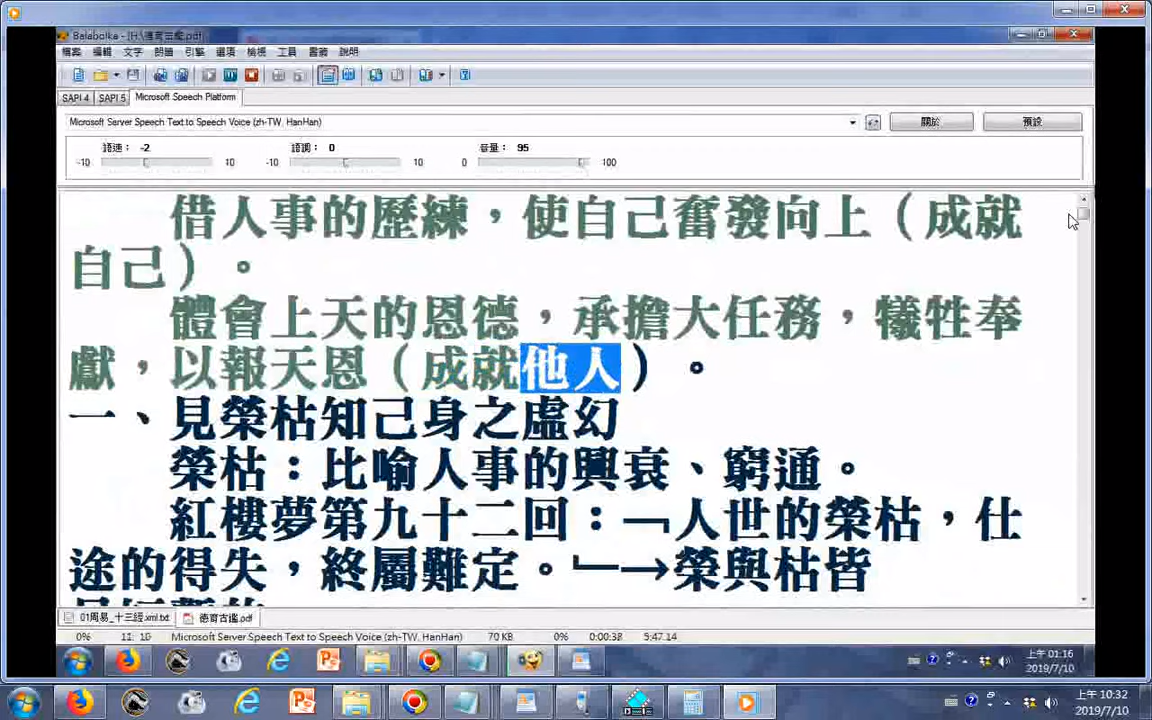 Balabolka - [H:\德育古鑑.pdf]
檔案 編輯 文字 朗讀 引擎 選項 檢視 工具 書籤 說明
SAPI 4 SAPI 5 Microsoft Speech Platform
Microsoft Server Speech Text to Speech Voice (zh-TW, HanHan)
關於 預設
語速： -2 語調： 0 音量： 95
-10 10 -10 10 0 100
借人事的歷練，使自己奮發向上（成就
自己）。
體會上天的恩德，承擔大任務，犧牲奉
獻，以報天恩（成就他人）。
一、見榮枯知己身之虛幻
榮枯：比喻人事的興衰、窮通。
紅樓夢第九十二回：﹁人世的榮枯，仕
途的得失，終屬難定。﹂→榮與枯皆
01周易_十三經.xml.txt 德育古鑑.pdf
0% 11: 10 Microsoft Server Speech Text to Speech Voice (zh-TW, HanHan) 70 KB 0% 0:00:38 5:47.14
上午 01:16
2019/7/10
上午 10:32
2019/7/10